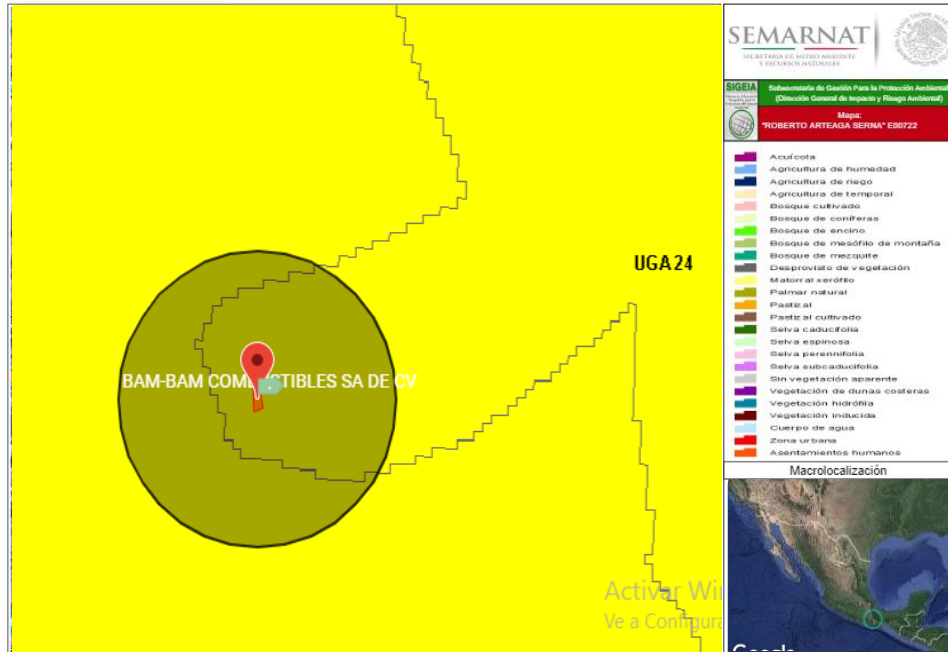 SEMARNAT
SECRETARÍA DE MEDIO AMBIENTE
Y RECURSOS NATURALES
SIGEIA
Subsecretaría de Gestión Para la Protección Ambiental
(Dirección General de Impacto y Riesgo Ambiental)
Mapa:
"ROBERTO ARTEAGA SERNA" E00722
Acuícola
Agricultura de humedad
Agricultura de riego
Agricultura de temporal
Bosque cultivado
Bosque de coníferas
Bosque de encino
Bosque de mesófilo de montaña
Bosque de mezquite
Desprovisto de vegetación
Matorral xerófilo
Palmar natural
Pastizal
Pastizal cultivado
Selva caducifolia
Selva espinosa
Selva perennifolia
Selva subcaducifolia
Sin vegetación aparente
Vegetación de dunas costeras
Vegetación hidrófila
Vegetación inducida
Cuerpo de agua
Zona urbana
Asentamientos humanos
Macrolocalización
UGA24
BAM-BAM COMBUSTIBLES SA DE CV
Activar Wi
Ve a Configura
Google